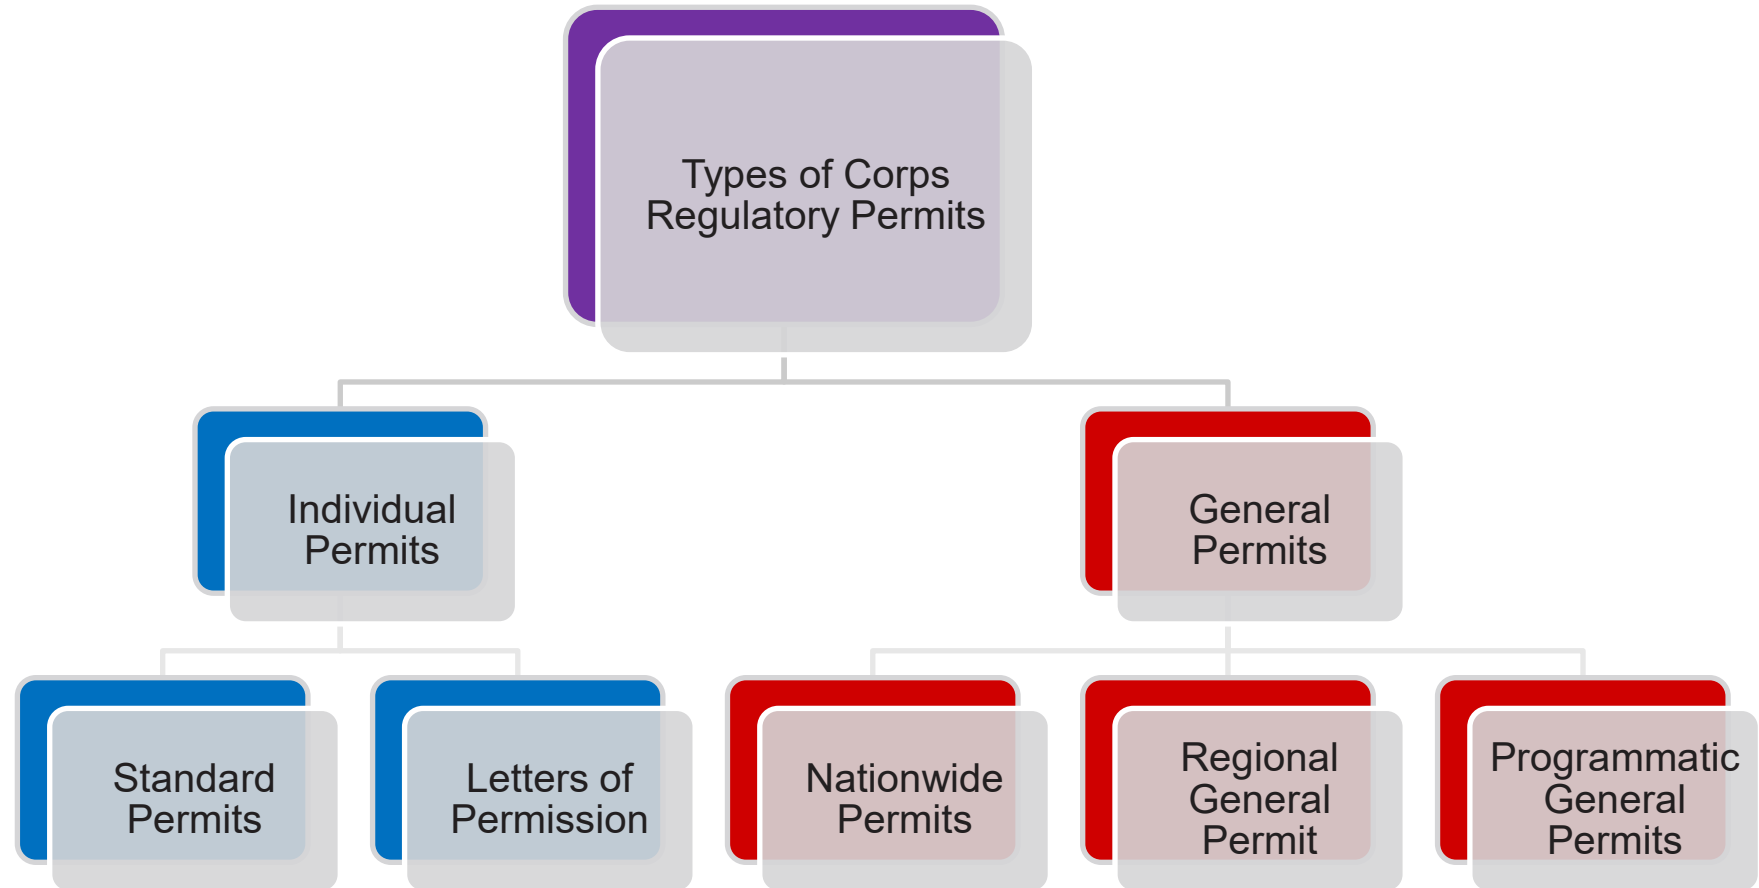 Types of Corps
Regulatory Permits
Individual
Permits
General
Permits
Standard
Permits
Letters of
Permission
Nationwide
Permits
Regional
General
Permit
Programmatic
General
Permits